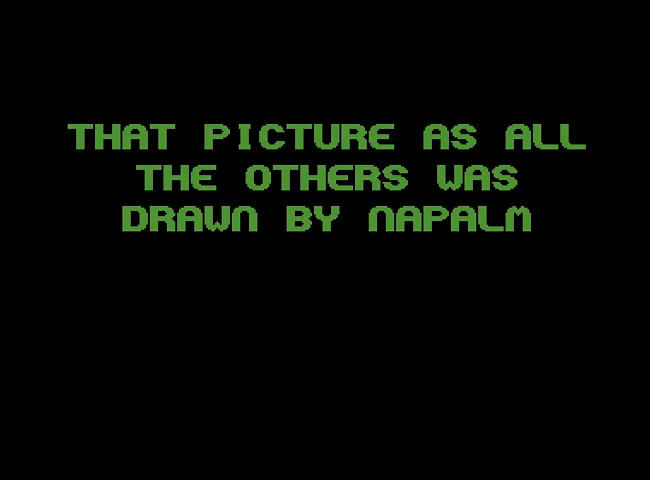 THAT PICTURE AS ALL
THE OTHERS WAS
DRAWN BY NAPALM